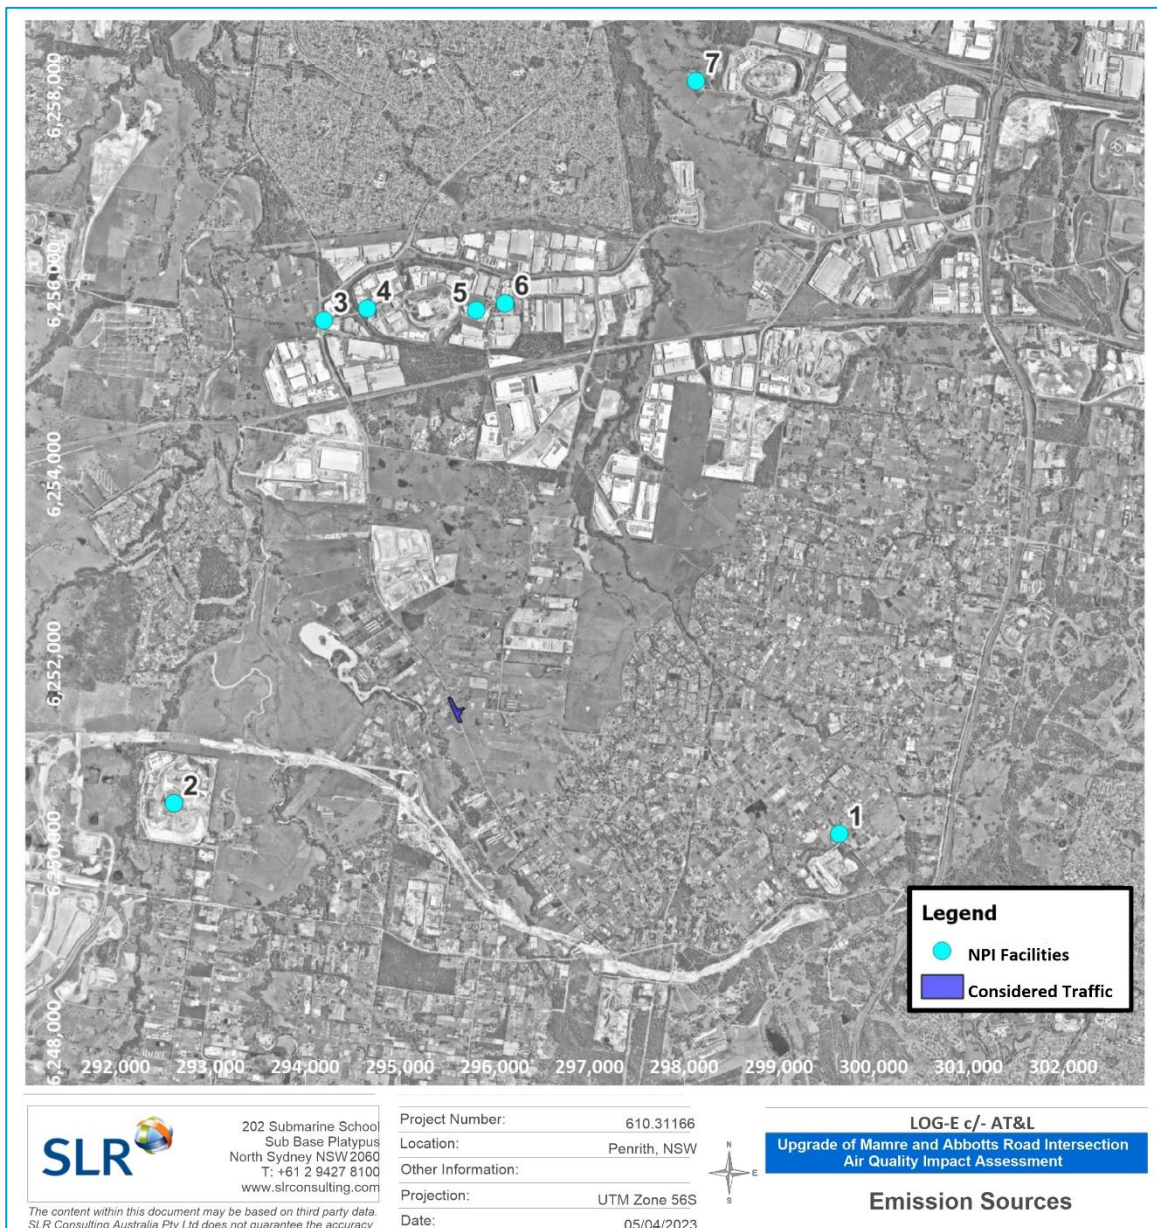 7
6,258,000
6,256,000
3
4
5
6
6,254,000
6,252,000
2
1
6,250,000
Legend
NPI Facilities
Considered Traffic
6,248,000
292,000 293,000 294,000 295,000 296,000 297,000 298,000 299,000 300,000 301,000 302,000
SLR
202 Submarine School
Sub Base Platypus
North Sydney NSW 2060
T: +61 2 9427 8100
www.slrconsulting.com
The content within this document may be based on third party data.
SLR Consulting Australia Pty Ltd does not guarantee the accuracy
Project Number: 610.31166
Location: Penrith, NSW
Other Information:
Projection: UTM Zone 56S
Date: 05/04/2023
N
W E
S
LOG-E c/- AT&L
Upgrade of Mamre and Abbotts Road Intersection
Air Quality Impact Assessment
Emission Sources